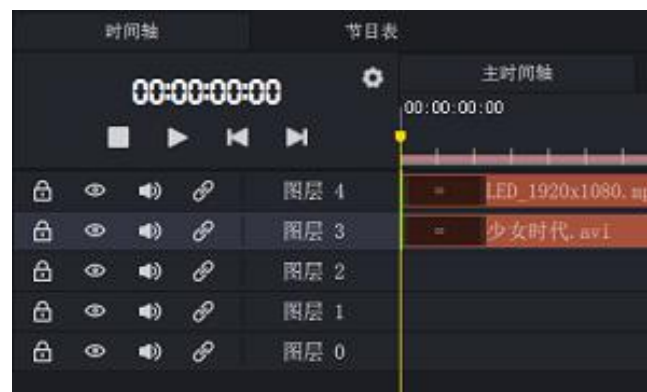 时间轴 节目表
00:00:00:00
主时间轴
00:00:00:00
图层 4 LED_1920x1080.mp
图层 3 少女时代.avi
图层 2
图层 1
图层 0